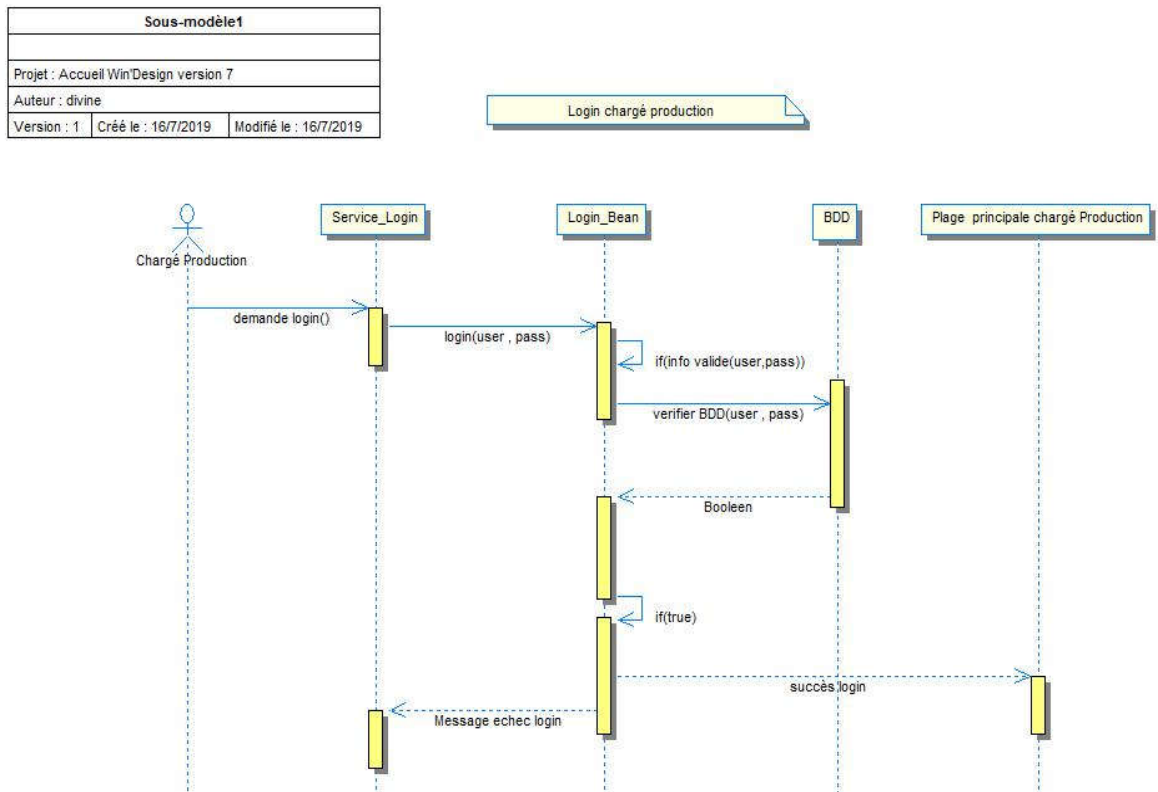 Sous-modèle1
Projet : Accueil Win'Design version 7
Auteur : divine
Version : 1 Créé le : 16/7/2019 Modifié le : 16/7/2019
Login chargé production
Service_Login Login_Bean BDD Plage principale chargé Production
Chargé Production
demande login()
login(user , pass)
if(info valide(user,pass))
verifier BDD(user , pass)
Booleen
if(true)
succès login
Message echec login